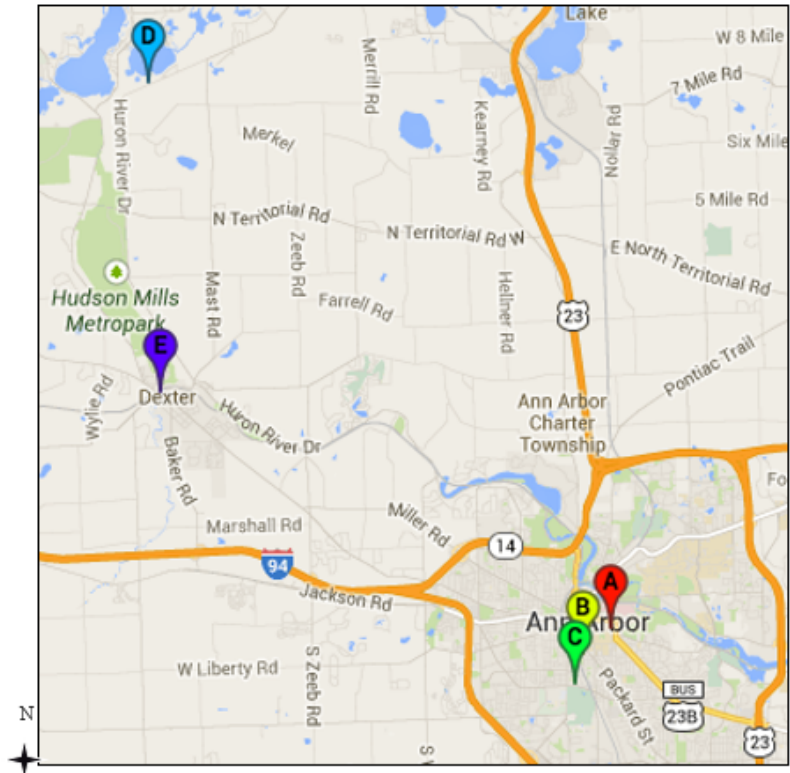 Lake
D
W 8 Mile
Merrill Rd
7 Mile Rd
Huron River Dr
Kearney Rd
Noller Rd
Merkel
Six Mile
5 Mile Rd
N Territorial Rd
N Territorial Rd W
E North Territorial Rd
Zeeb Rd
Mast Rd
Hellner Rd
Hudson Mills
Metropark
Farrell Rd
23
E
Pontiac Trail
Dexter
Wylie Rd
Ann Arbor
Charter
Township
Huron River Dr
Baker Rd
Fo
Miller Rd
Marshall Rd
14
94
A
Jackson Rd
B
Ann Arbor
C
W Liberty Rd
S Zeeb Rd
Packard St
BUS
23B
N
23
S